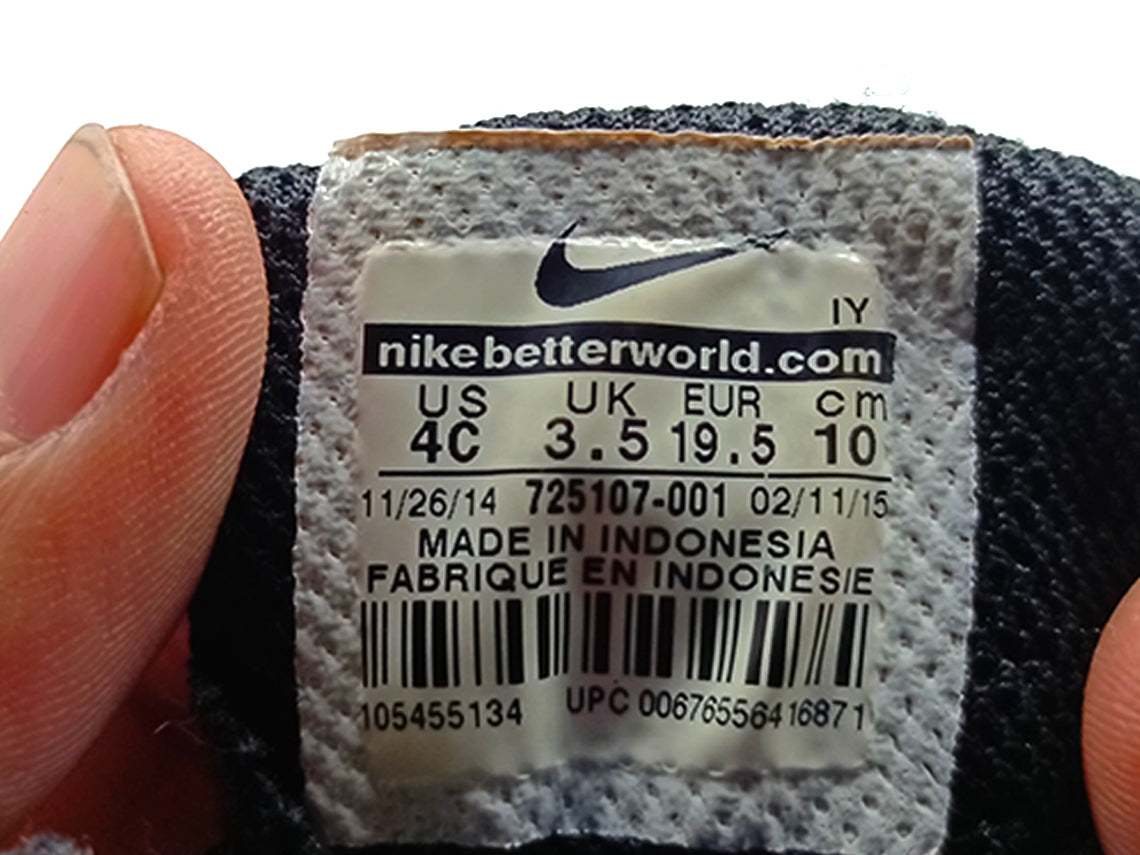 IY
nikebetterworld.com
US UK EUR cm
4C 3.5 19.5 10
11/26/14 725107-001 02/11/15
MADE IN INDONESIA
FABRIQUE EN INDONESIE
105455134 UPC 00676556416871